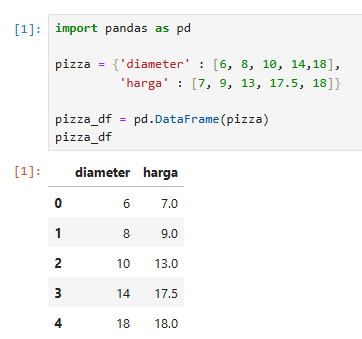 [1]: import pandas as pd
pizza = {'diameter' : [6, 8, 10, 14,18],
'harga' : [7, 9, 13, 17.5, 18]}
pizza_df = pd.DataFrame(pizza)
pizza_df
[1]: diameter harga
0 6 7.0
1 8 9.0
2 10 13.0
3 14 17.5
4 18 18.0